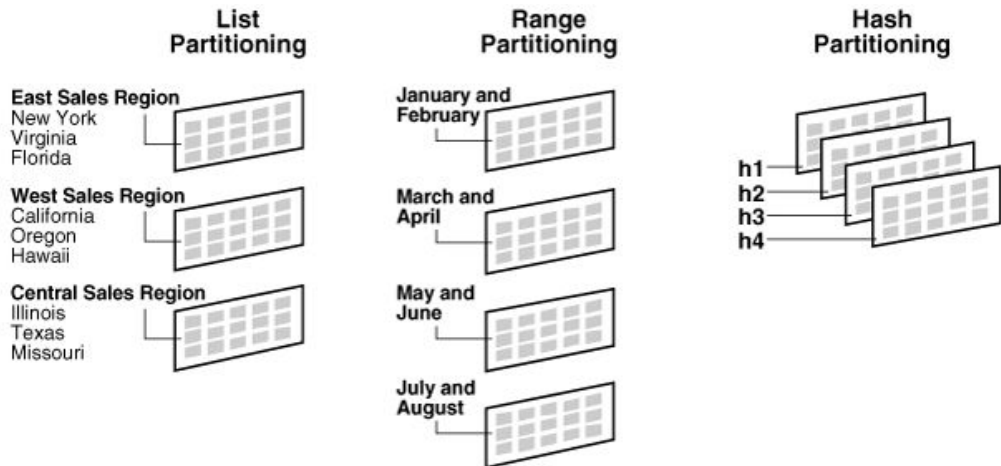 List
Partitioning
East Sales Region
New York
Virginia
Florida
West Sales Region
California
Oregon
Hawaii
Central Sales Region
Illinois
Texas
Missouri
Range
Partitioning
January and
February
March and
April
May and
June
July and
August
Hash
Partitioning
h1
h2
h3
h4